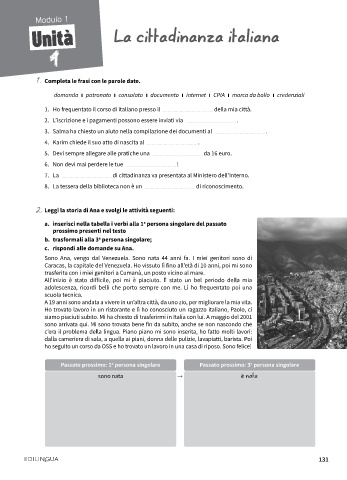 Modulo 1
Unità
1
La cittadinanza italiana
1. Completa le frasi con le parole date.
domanda ı patronato ı consolato ı documento ı internet ı CPIA ı marca da bollo ı credenziali
1. Ho frequentato il corso di italiano presso il ........................ della mia città.
2. L'iscrizione e i pagamenti possono essere inviati via ........................ .
3. Salma ha chiesto un aiuto nella compilazione dei documenti al ........................ .
4. Karim chiede il suo atto di nascita al ........................ .
5. Devi sempre allegare alle pratiche una ........................ da 16 euro.
6. Non devi mai perdere le tue ........................ !
7. La ........................ di cittadinanza va presentata al Ministero dell'Interno.
8. La tessera della biblioteca non è un ........................ di riconoscimento.
2. Leggi la storia di Ana e svolgi le attività seguenti:
a. inserisci nella tabella i verbi alla 1ª persona singolare del passato
prossimo presenti nel testo
b. trasformali alla 3ª persona singolare;
c. rispondi alle domande su Ana.
Sono Ana, vengo dal Venezuela. Sono nata 44 anni fa. I miei genitori sono di
Caracas, la capitale del Venezuela. Ho vissuto lì fino all'età di 10 anni, poi mi sono
trasferita con i miei genitori a Cumanà, un posto vicino al mare.
All'inizio è stato difficile, poi mi è piaciuto. È stato un bel periodo della mia
adolescenza, ricordi belli che porto sempre con me. Lì ho frequentato poi una
scuola tecnica.
A 19 anni sono andata a vivere in un'altra città, da uno zio, per migliorare la mia vita.
Ho trovato lavoro in un ristorante e lì ho conosciuto un ragazzo italiano, Paolo, ci
siamo piaciuti subito. Mi ha chiesto di trasferirmi in Italia con lui. A maggio del 2001
sono arrivata qui. Mi sono trovata bene fin da subito, anche se non nascondo che
c'era il problema della lingua. Piano piano mi sono inserita, ho fatto molti lavori:
dalla cameriera di sala, a quella ai piani, donna delle pulizie, lavapiatti, barista. Poi
ho seguito un corso da OSS e ho trovato un lavoro in una casa di riposo. Sono felice!
Passato prossimo: 1ª persona singolare
Passato prossimo: 3ª persona singolare
sono nata → è nata
EDILINGUA
131